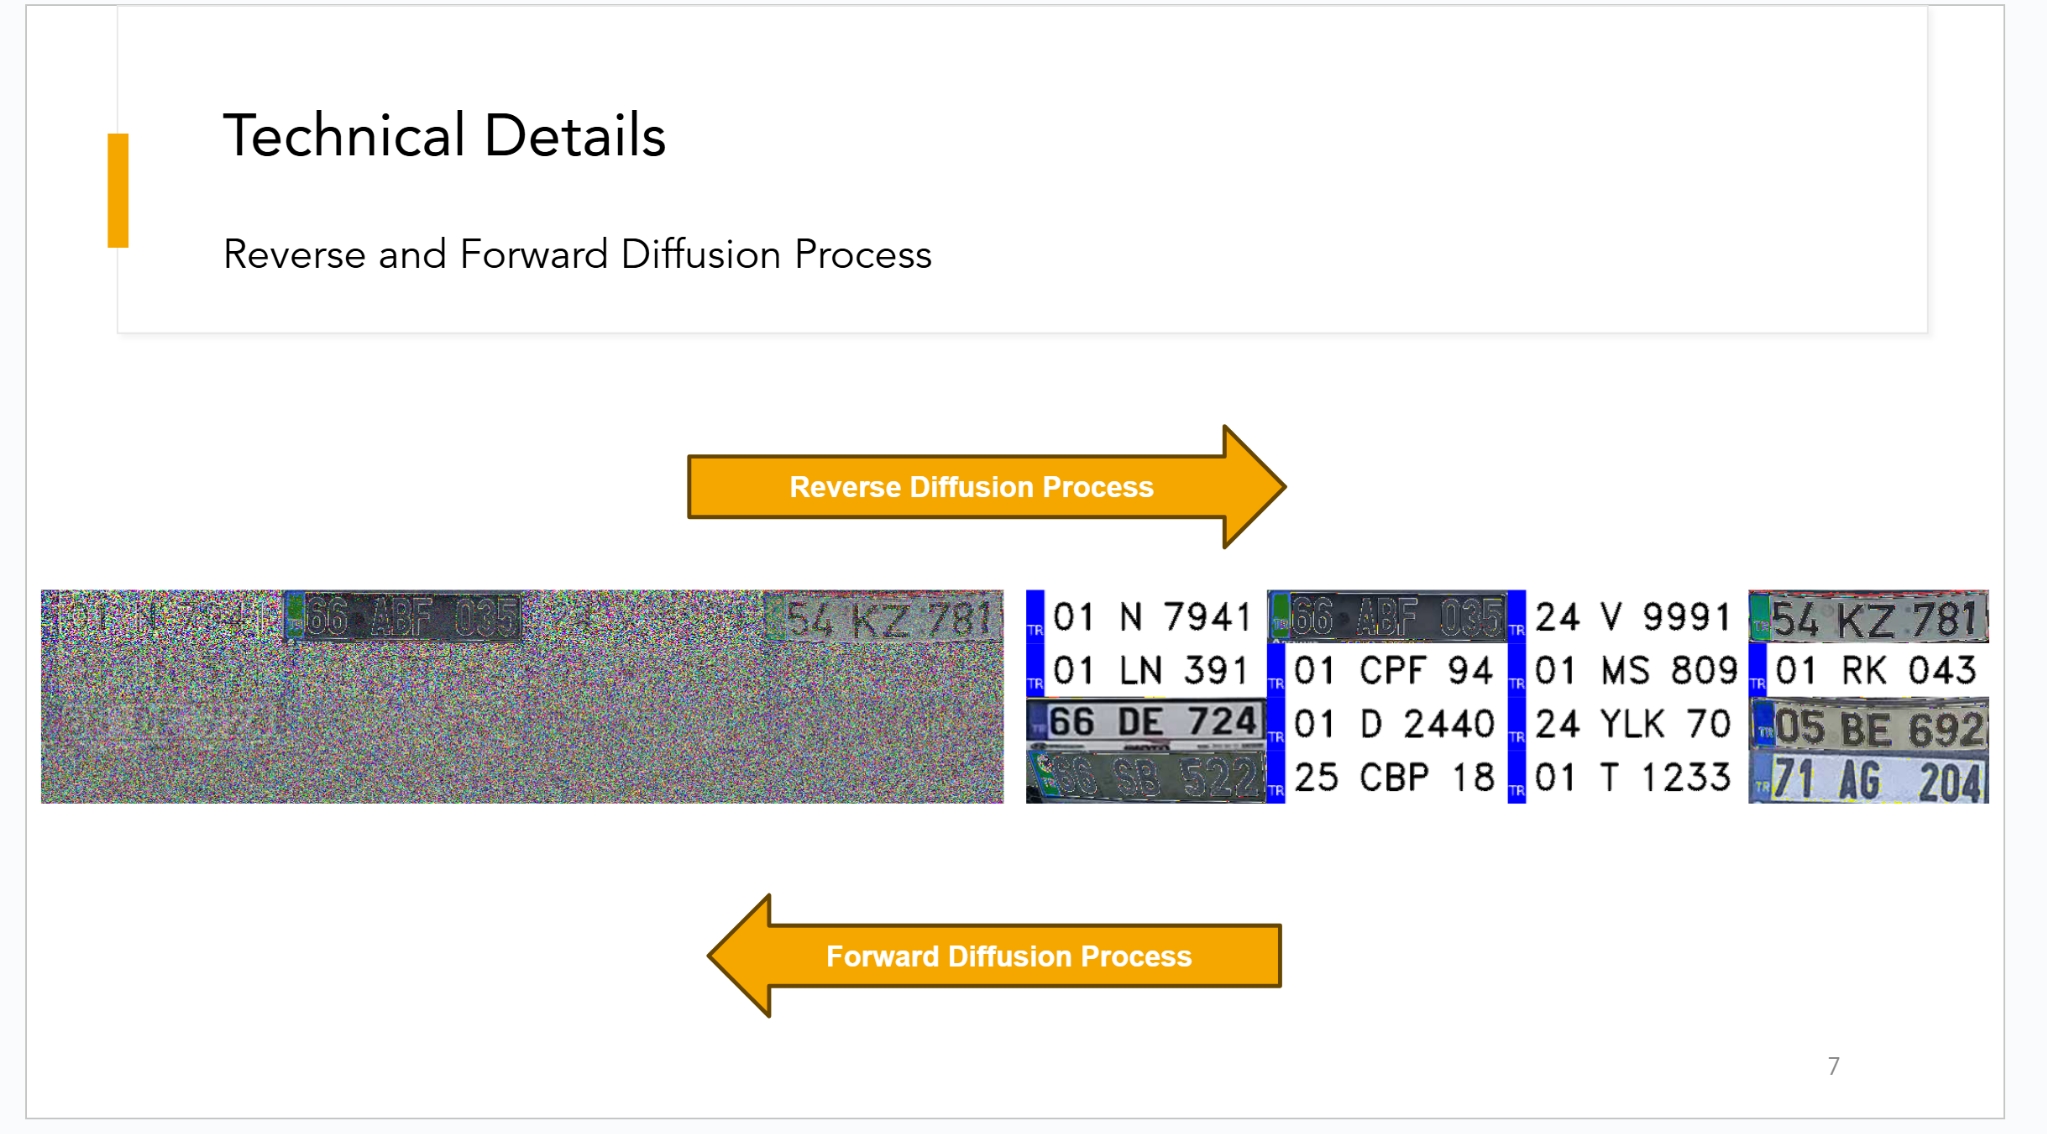 Technical Details
Reverse and Forward Diffusion Process
Reverse Diffusion Process
66 ABF 035
54 KZ 781
TR 01 N 7941
TR 66 ABF 035
TR 24 V 9991
TR 54 KZ 781
TR 01 LN 391
TR 01 CPF 94
TR 01 MS 809
TR 01 RK 043
TR 66 DE 724
TR 01 D 2440
TR 24 YLK 70
TR 05 BE 692
66 SB 522
TR 25 CBP 18
TR 01 T 1233
TR 71 AG 204
Forward Diffusion Process
7